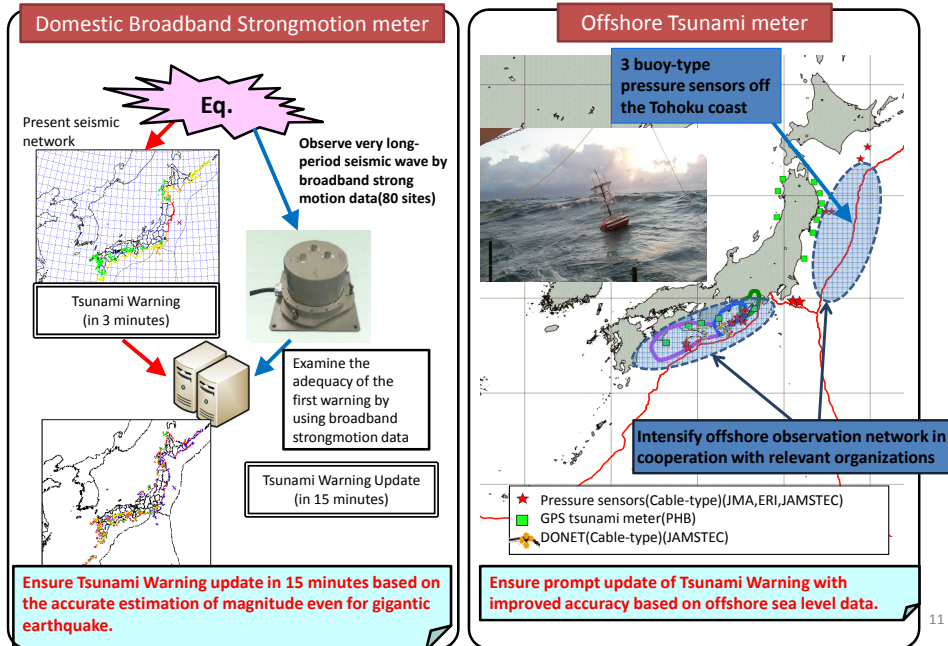 Domestic Broadband Strongmotion meter
Eq.
Present seismic
network
Observe very long-
period seismic wave by
broadband strong
motion data(80 sites)
Tsunami Warning
(in 3 minutes)
Examine the
adequacy of the
first warning by
using broadband
strongmotion data
Tsunami Warning Update
(in 15 minutes)
Ensure Tsunami Warning update in 15 minutes based on
the accurate estimation of magnitude even for gigantic
earthquake.
Offshore Tsunami meter
3 buoy-type
pressure sensors off
the Tohoku coast
Intensify offshore observation network in
cooperation with relevant organizations
Pressure sensors(Cable-type)(JMA,ERI,JAMSTEC)
GPS tsunami meter(PHB)
DONET(Cable-type)(JAMSTEC)
Ensure prompt update of Tsunami Warning with
improved accuracy based on offshore sea level data.
11